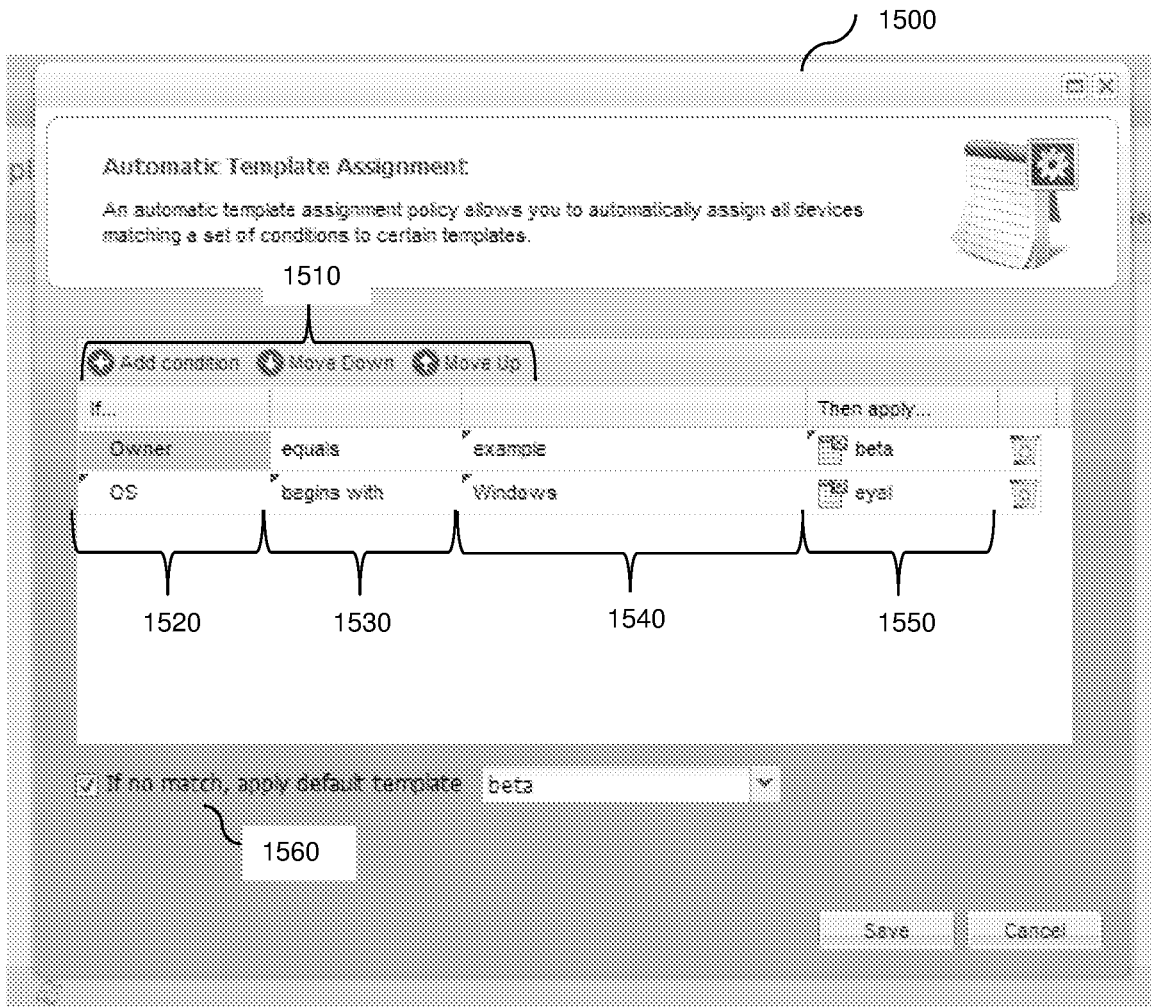 1500
Automatic Template Assignment
An automatic template assignment policy allows you to automatically assign all devices
matching a set of conditions to certain templates.
1510
Add condition Move Down Move Up
If... Then apply...
Owner equals example beta
OS begins with Windows eyal
1520 1530 1540 1550
If no match, apply default template beta
1560
Save Cancel